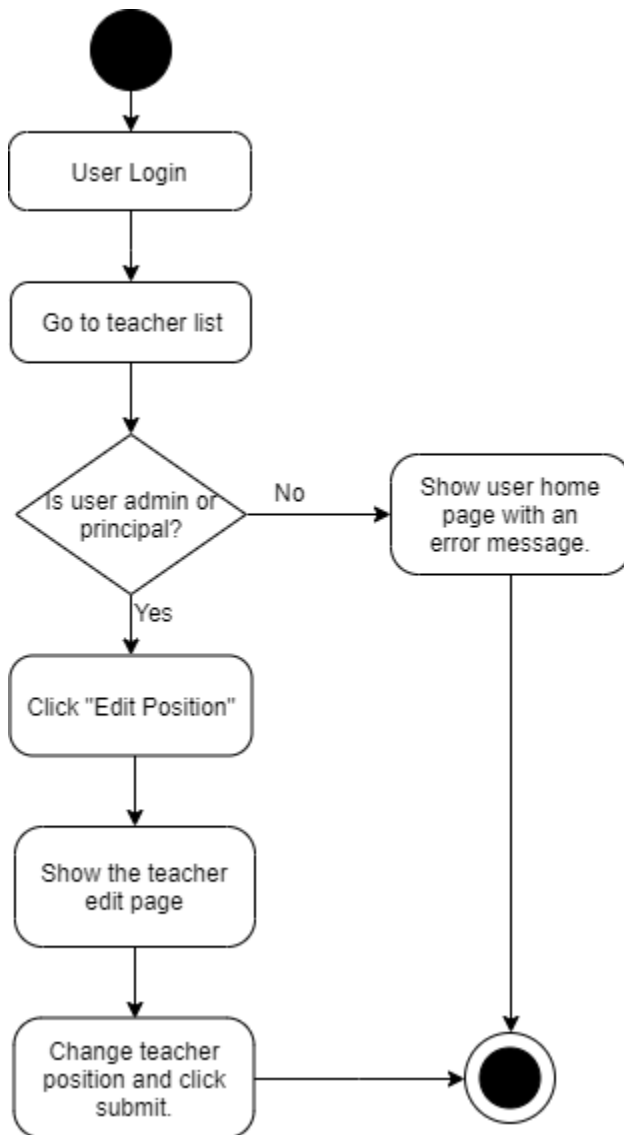 User Login
Go to teacher list
Is user admin or
principal?
No
Show user home
page with an
error message.
Yes
Click "Edit Position"
Show the teacher
edit page
Change teacher
position and click
submit.